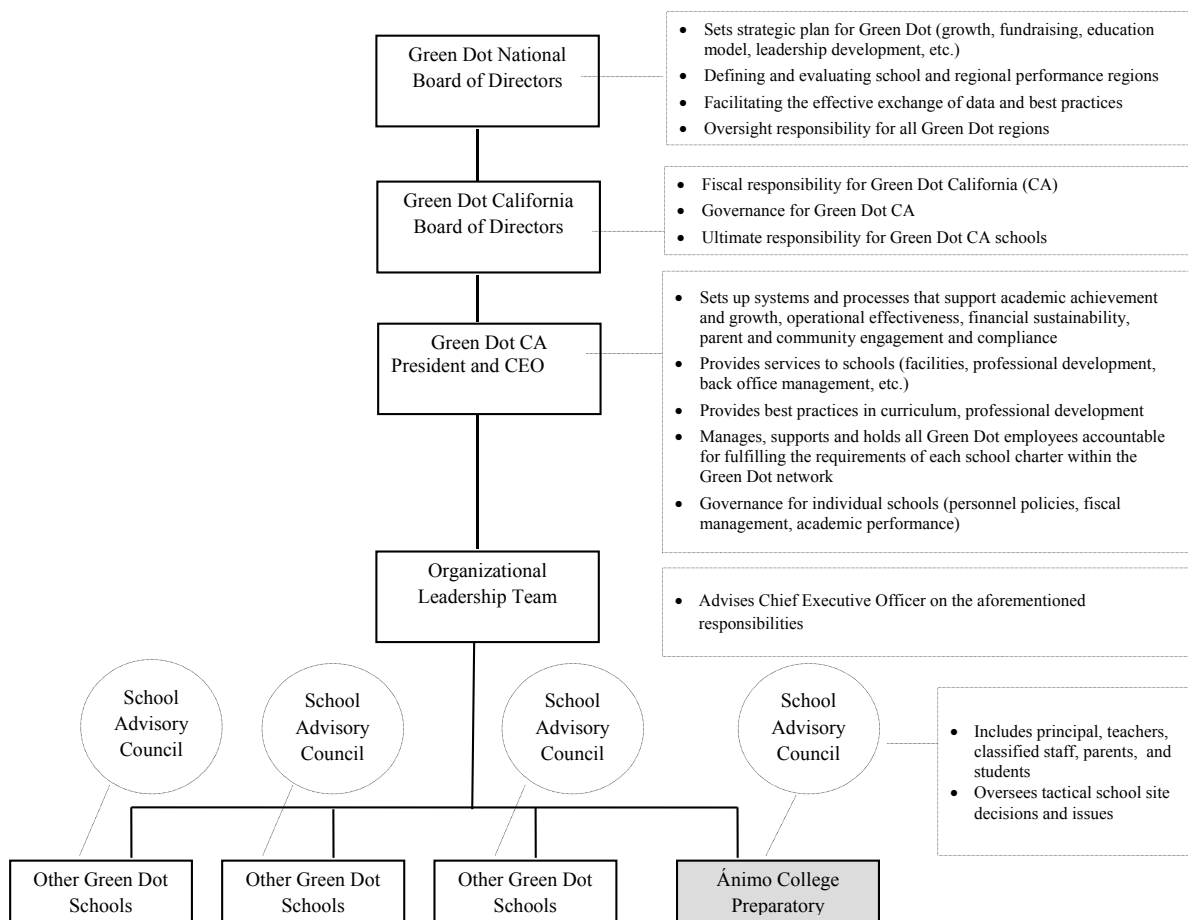 Green Dot National
Board of Directors
• Sets strategic plan for Green Dot (growth, fundraising, education
model, leadership development, etc.)
• Defining and evaluating school and regional performance regions
• Facilitating the effective exchange of data and best practices
• Oversight responsibility for all Green Dot regions
Green Dot California
Board of Directors
• Fiscal responsibility for Green Dot California (CA)
• Governance for Green Dot CA
• Ultimate responsibility for Green Dot CA schools
Green Dot CA
President and CEO
• Sets up systems and processes that support academic achievement
and growth, operational effectiveness, financial sustainability,
parent and community engagement and compliance
• Provides services to schools (facilities, professional development,
back office management, etc.)
• Provides best practices in curriculum, professional development
• Manages, supports and holds all Green Dot employees accountable
for fulfilling the requirements of each school charter within the
Green Dot network
• Governance for individual schools (personnel policies, fiscal
management, academic performance)
Organizational
Leadership Team
• Advises Chief Executive Officer on the aforementioned
responsibilities
School
Advisory
Council
School
Advisory
Council
School
Advisory
Council
School
Advisory
Council
• Includes principal, teachers,
classified staff, parents, and
students
• Oversees tactical school site
decisions and issues
Other Green Dot
Schools
Other Green Dot
Schools
Other Green Dot
Schools
Ánimo College
Preparatory